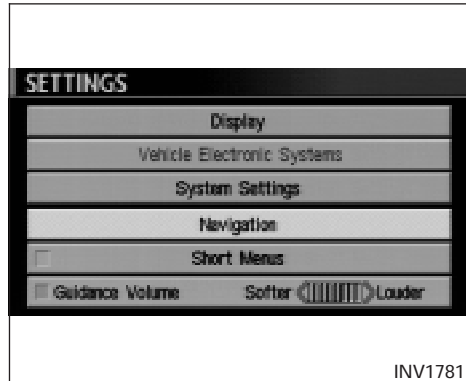 SETTINGS
Display
Vehicle Electronic Systems
System Settings
Navigation
Short Menus
Guidance Volume Softer Louder
INV1781